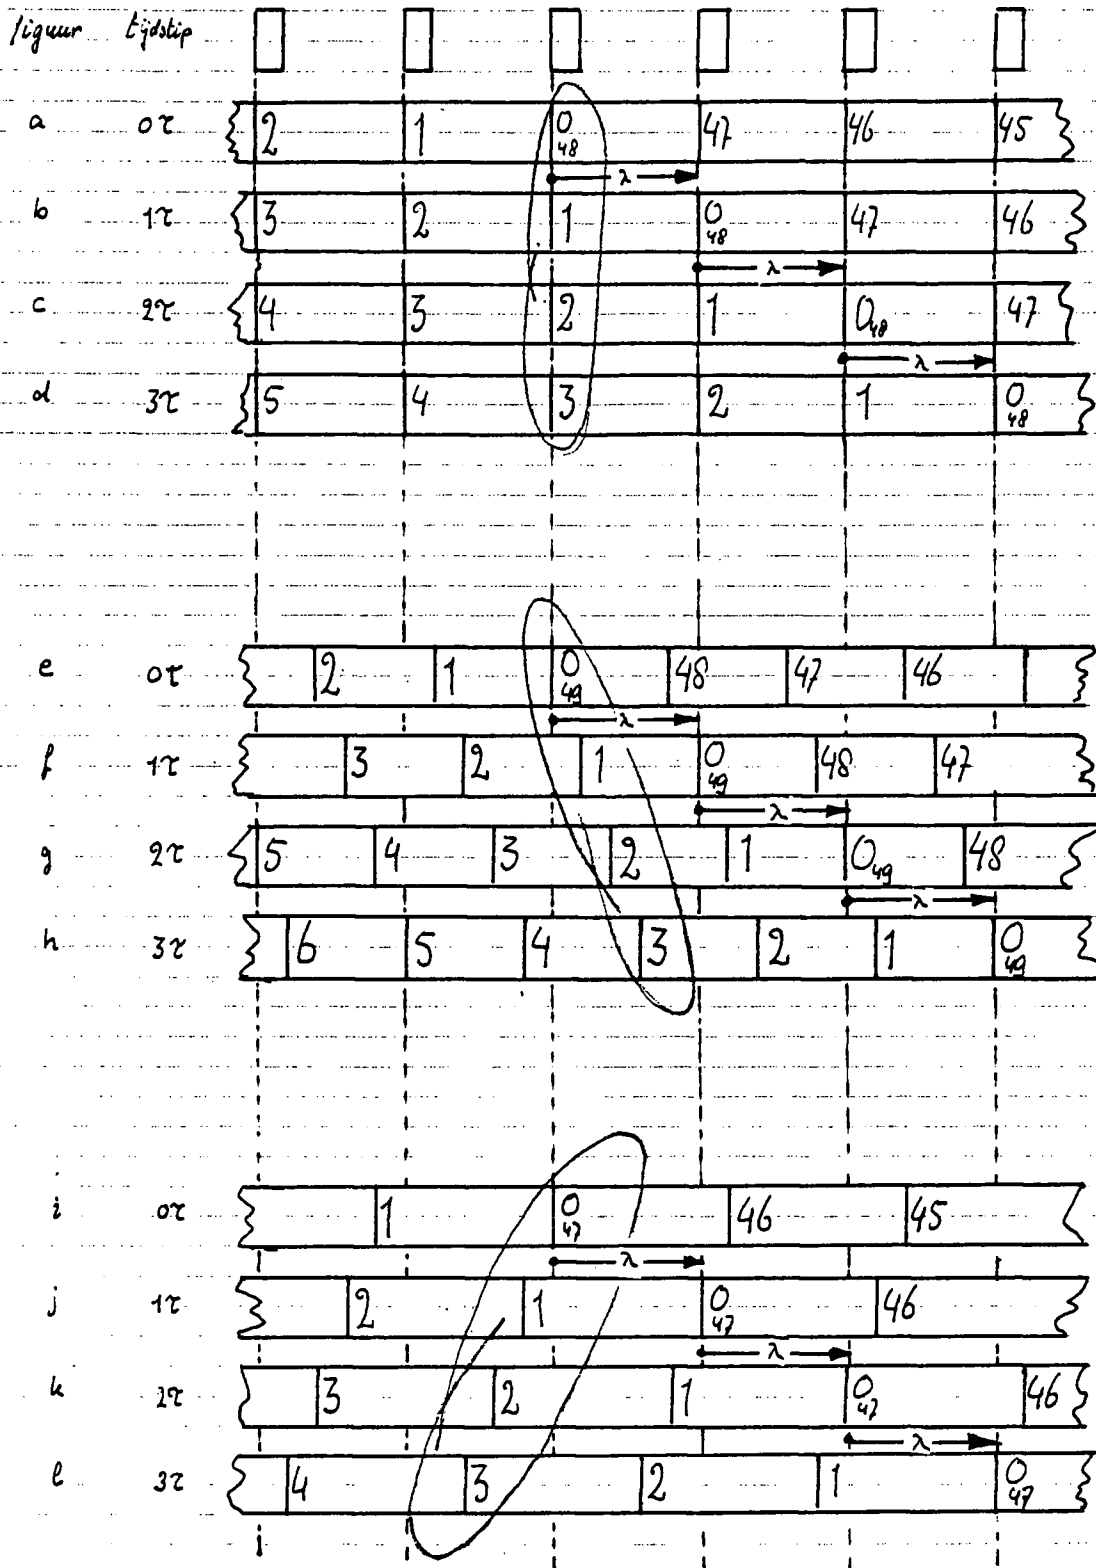 figuur tijdstip
a 0τ 2 1 0 48 47 46 45
λ
b 1τ 3 2 1 0 48 47 46
λ
c 2τ 4 3 2 1 0 48 47
λ
d 3τ 5 4 3 2 1 0 48
e 0τ 2 1 0 49 48 47 46
λ
f 1τ 3 2 1 0 49 48 47
λ
g 2τ 5 4 3 2 1 0 49 48
λ
h 3τ 6 5 4 3 2 1 0 49
i 0τ 1 0 47 46 45
λ
j 1τ 2 1 0 47 46
λ
k 2τ 3 2 1 0 47 46
λ
l 3τ 4 3 2 1 0 47